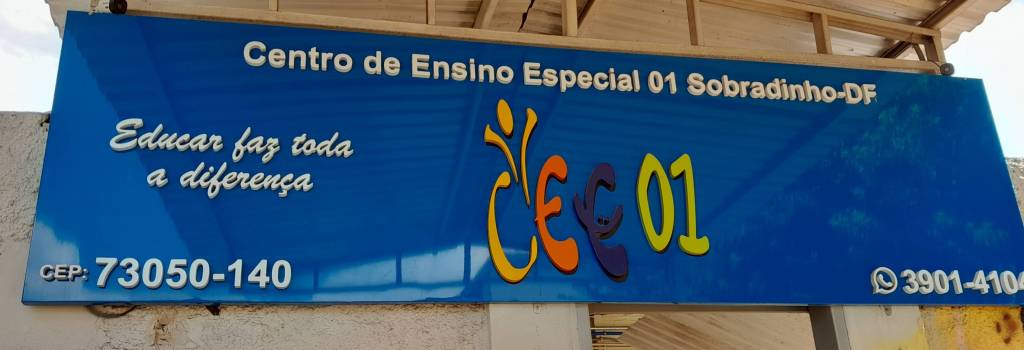 Centro de Ensino Especial 01 Sobradinho-DF
Educar faz toda
a diferença
CEE 01
CEP: 73050-140
3901-4104